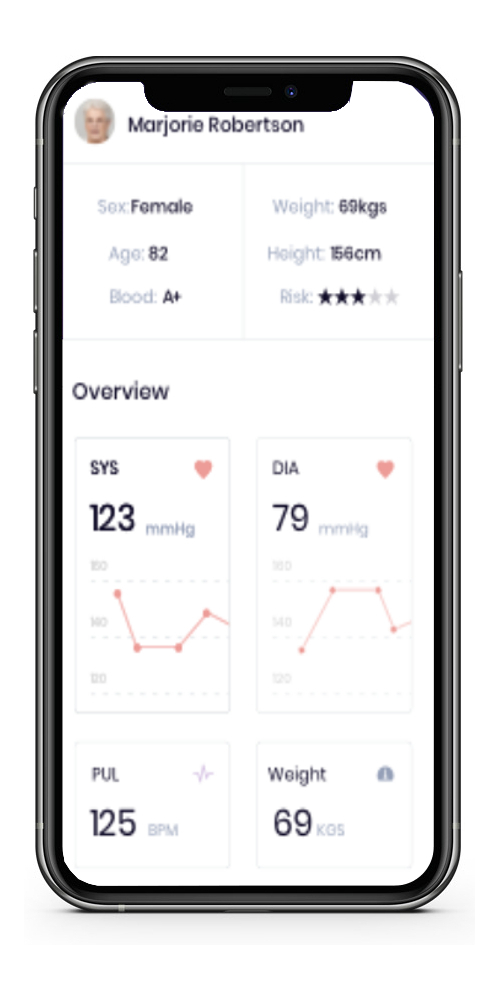 Marjorie Robertson
Sex: Female
Weight: 69kgs
Age: 82
Height: 156cm
Blood: A+
Risk: ★★★★★
Overview
SYS
DIA
123 mmHg
79 mmHg
150
160
140
140
120
120
PUL
Weight
125 BPM
69 KGS